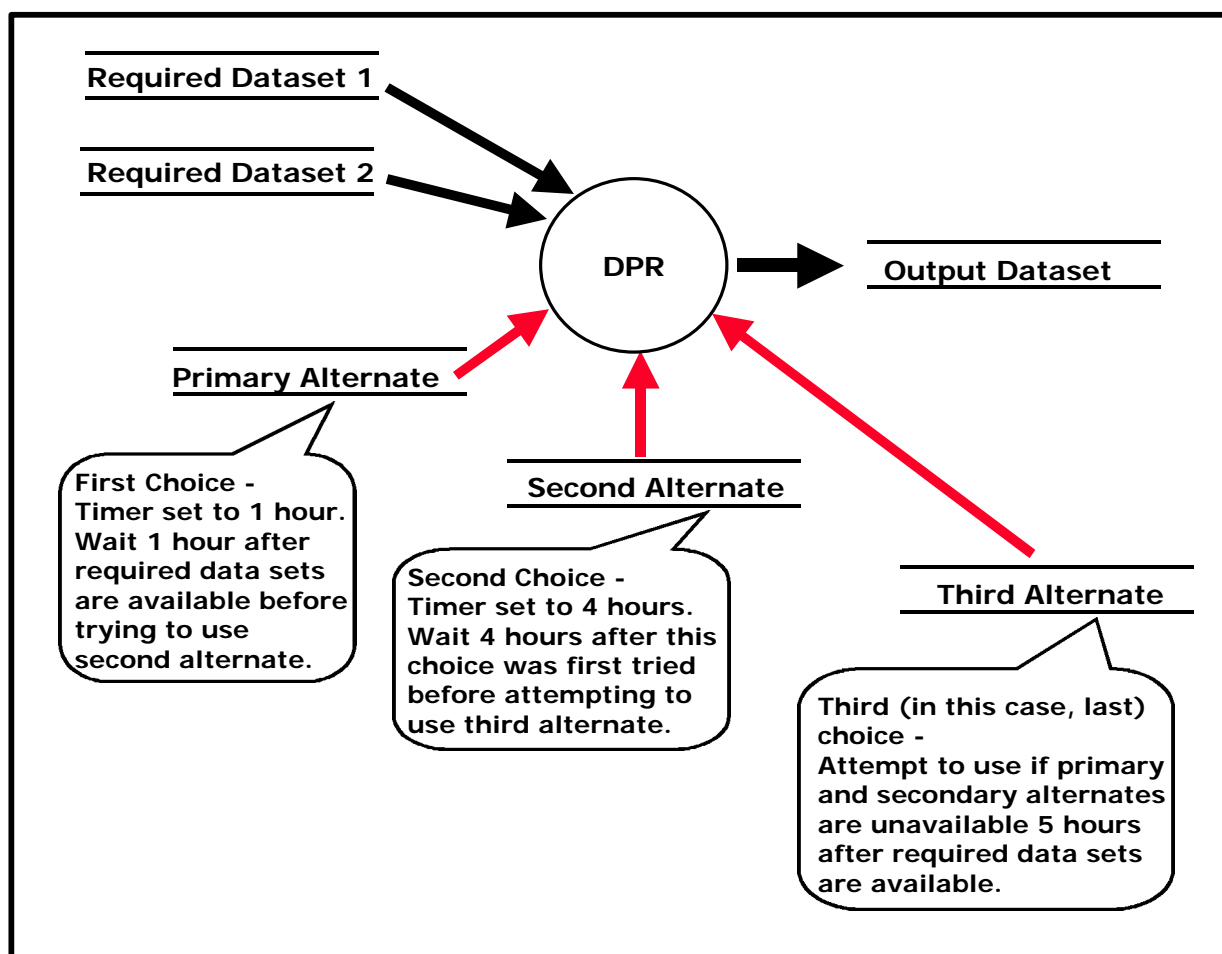 Required Dataset 1
Required Dataset 2
DPR
Output Dataset
Primary Alternate
First Choice -
Timer set to 1 hour.
Wait 1 hour after
required data sets
are available before
trying to use
second alternate.
Second Alternate
Second Choice -
Timer set to 4 hours.
Wait 4 hours after this
choice was first tried
before attempting to
use third alternate.
Third Alternate
Third (in this case, last)
choice -
Attempt to use if primary
and secondary alternates
are unavailable 5 hours
after required data sets
are available.